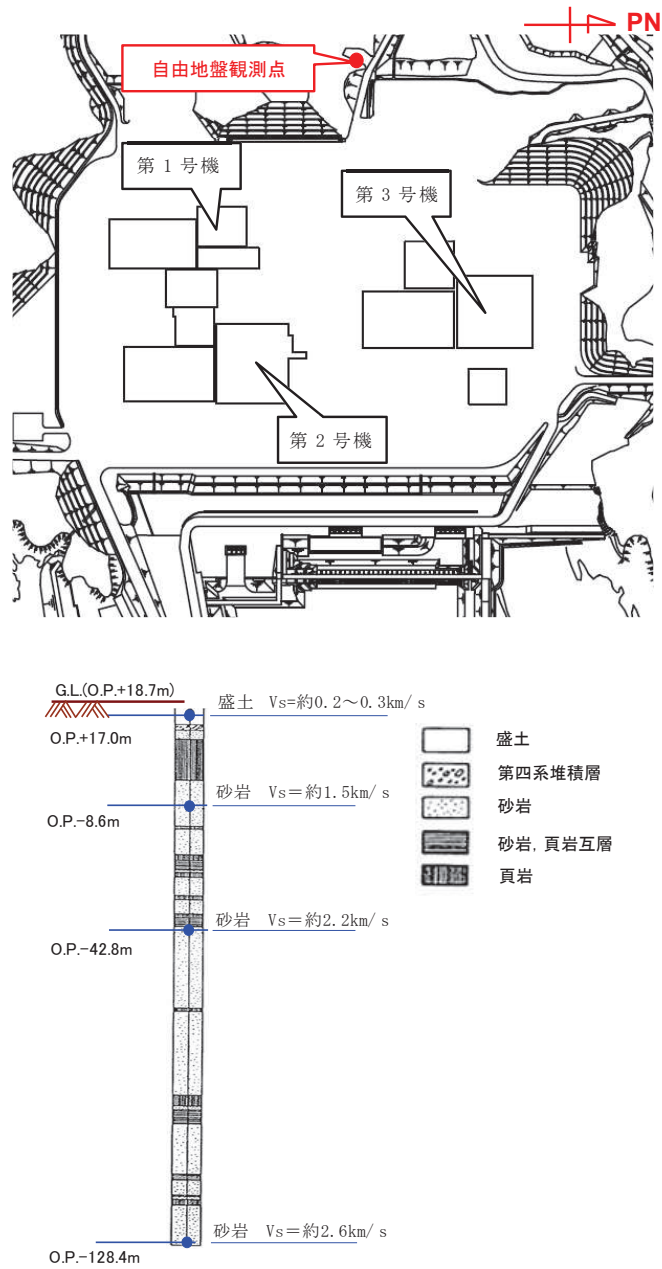 PN
自由地盤観測点
第 1 号機
第 3 号機
第 2 号機
G.L.(O.P.+18.7m)
盛土 Vs=約0.2～0.3km/s
O.P.+17.0m
砂岩 Vs＝約1.5km/s
O.P.-8.6m
砂岩 Vs＝約2.2km/s
O.P.-42.8m
砂岩 Vs＝約2.6km/s
O.P.-128.4m
盛土
第四系堆積層
砂岩
砂岩, 頁岩互層
頁岩